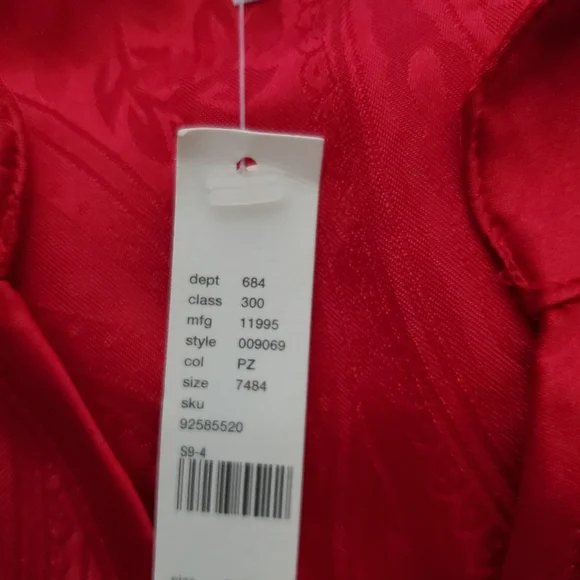 dept 684
class 300
mfg 11995
style 009069
col PZ
size 7484
sku
92585520
S9-4